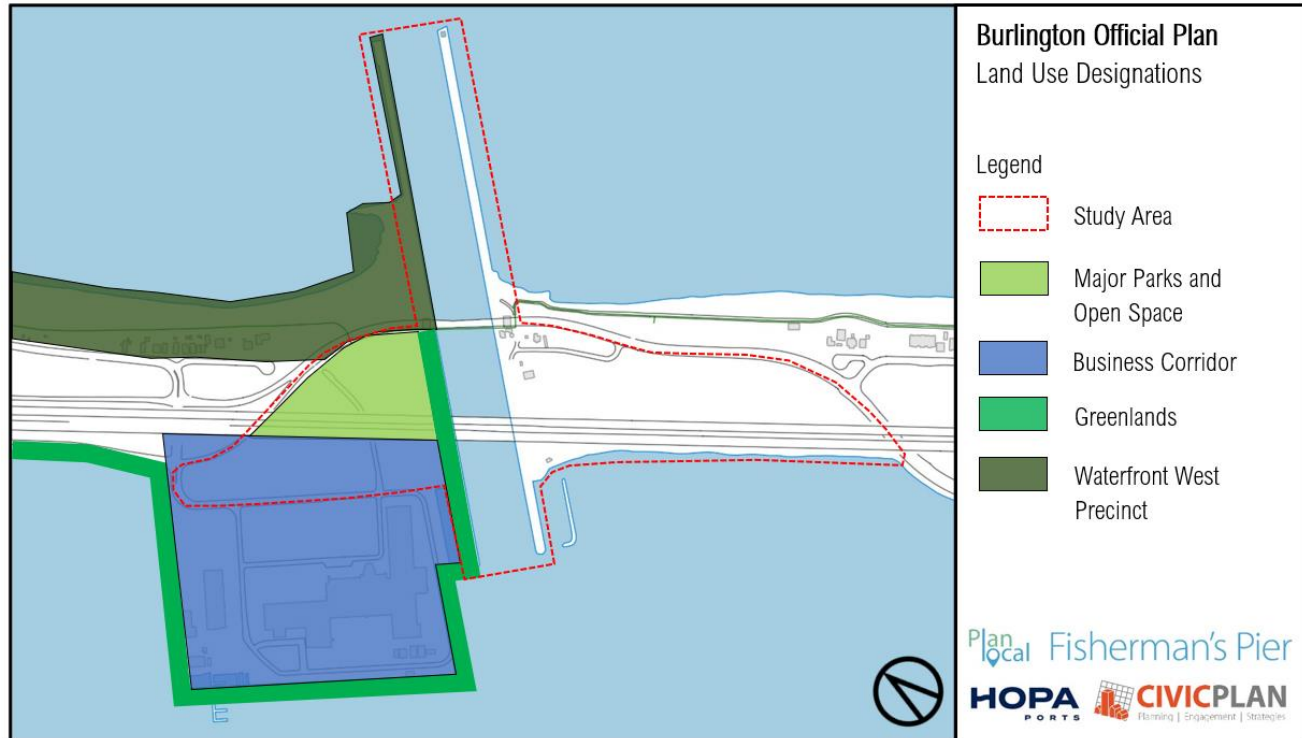 Burlington Official Plan
Land Use Designations
Legend
Study Area
Major Parks and
Open Space
Business Corridor
Greenlands
Waterfront West
Precinct
Plan
Local
Fisherman's Pier
HOPA
PORTS
CIVICPLAN
Planning | Engagement | Strategies